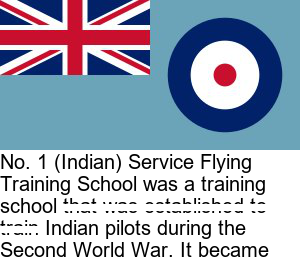 No. 1 (Indian) Service Flying
Training School was a training
school that was established to
train Indian pilots during the
Second World War. It became